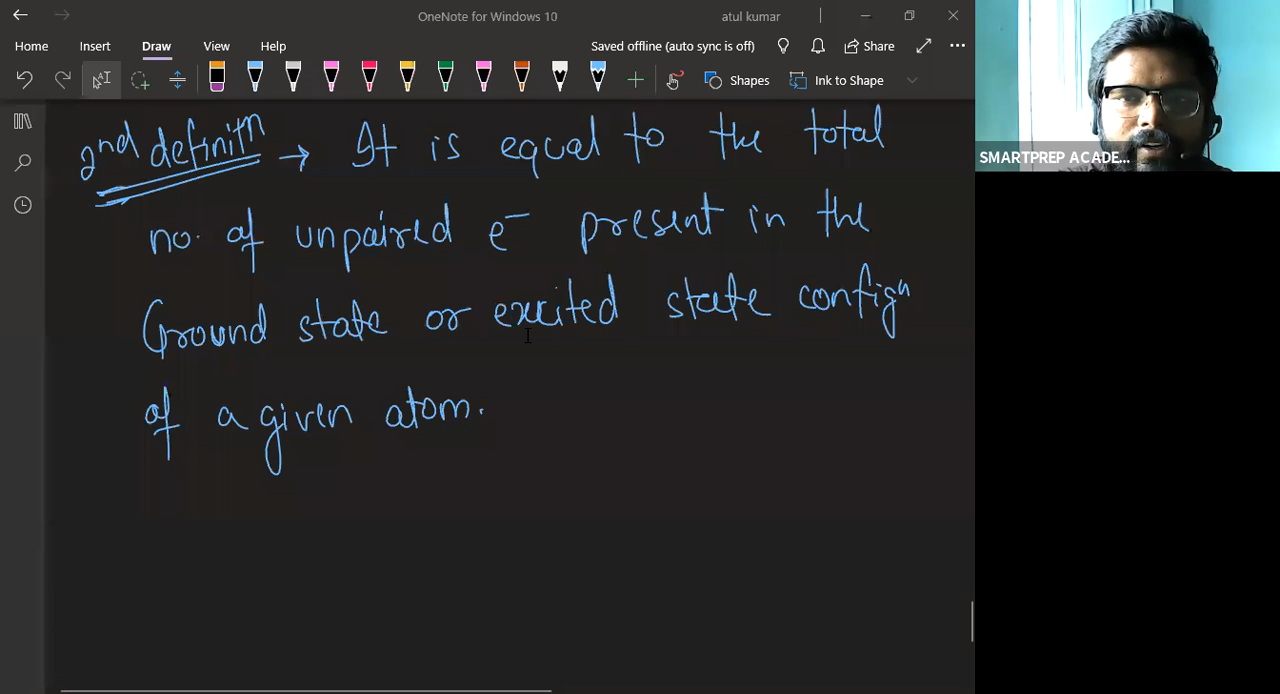 OneNote for Windows 10
atul kumar
Home Insert Draw View Help
Saved offline (auto sync is off)
Share
Shapes
Ink to Shape
SMARTPREP ACADE...
2nd definitn → It is equal to the total
no. of unpaired e⁻ present in the
Ground state or excited state configⁿ
of a given atom.